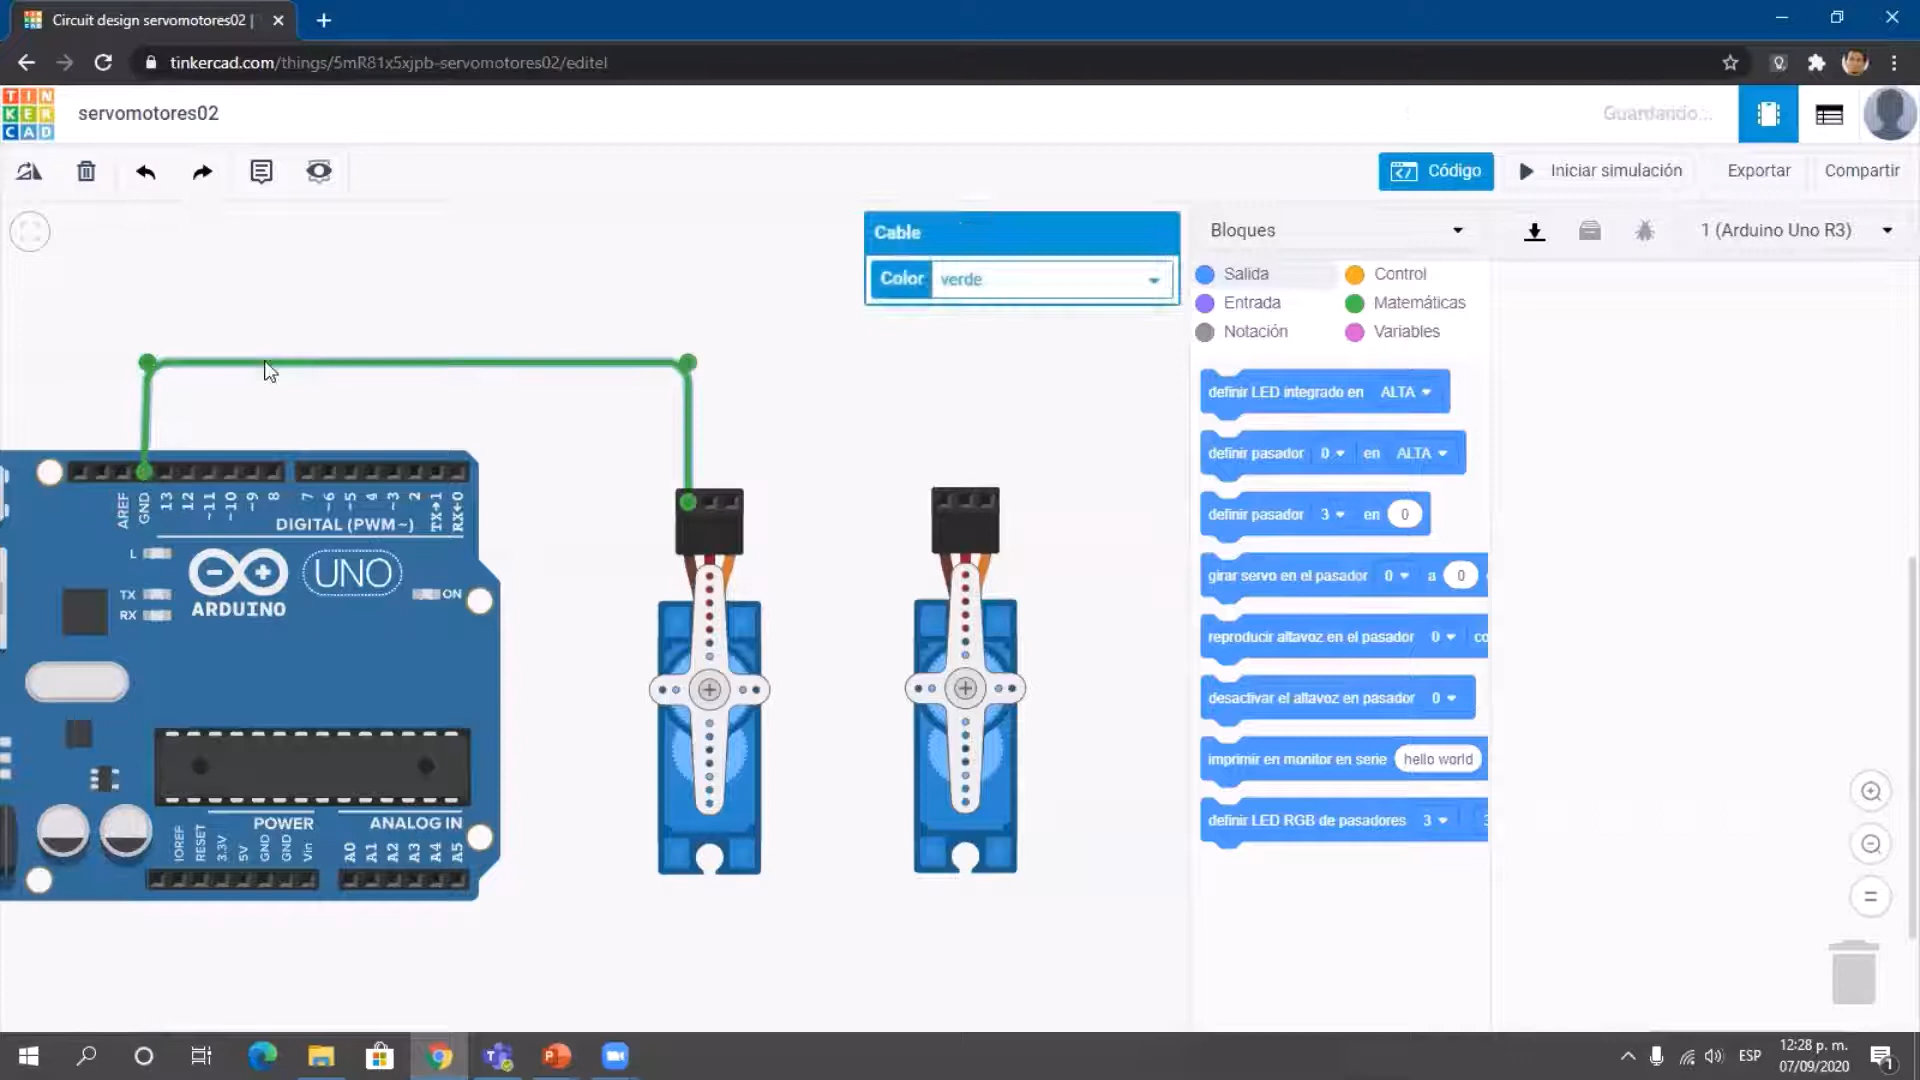 Circuit design servomotores02 |
tinkercad.com/things/5mR81x5xjpb-servomotores02/editel
TIN
KER
CAD
servomotores02
Guardando...
Código
Iniciar simulación
Exportar
Compartir
Cable
Color verde
Bloques
1 (Arduino Uno R3)
Salida
Control
Entrada
Matemáticas
Notación
Variables
definir LED integrado en ALTA
definir pasador 0 en ALTA
definir pasador 3 en 0
girar servo en el pasador 0 a 0
reproducir altavoz en el pasador 0 co
desactivar el altavoz en pasador 0
imprimir en monitor en serie hello world
definir LED RGB de pasadores 3
AREF
GND
13
12
~11
~10
~9
8
7
~6
~5
4
~3
2
TX→1
RX←0
DIGITAL (PWM~)
L
TX
RX
UNO
ARDUINO
ON
POWER
ANALOG IN
IOREF
RESET
3.3V
5V
GND
GND
Vin
A0
A1
A2
A3
A4
A5
ESP
12:28 p. m.
07/09/2020
1